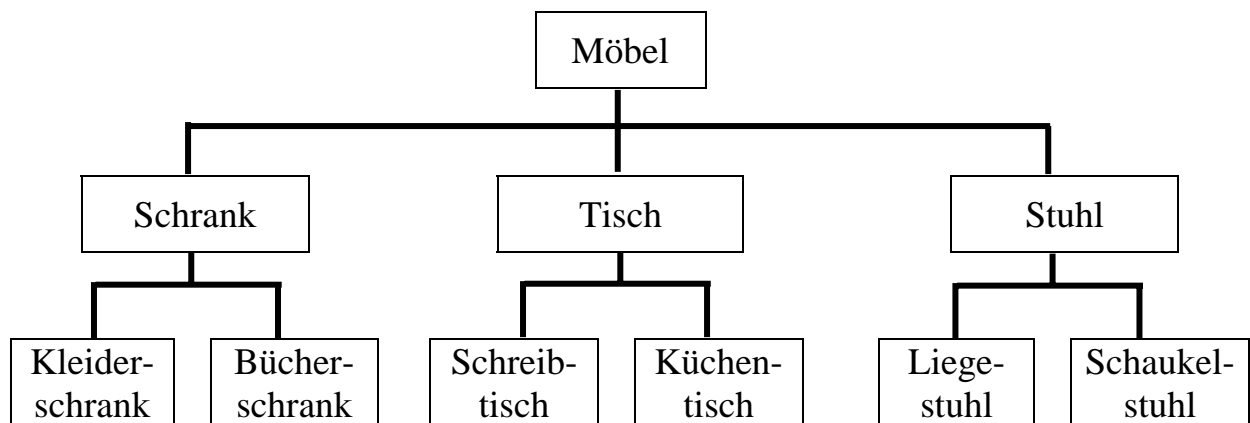 Möbel
Schrank
Tisch
Stuhl
Kleider-
schrank
Bücher-
schrank
Schreib-
tisch
Küchen-
tisch
Liege-
stuhl
Schaukel-
stuhl